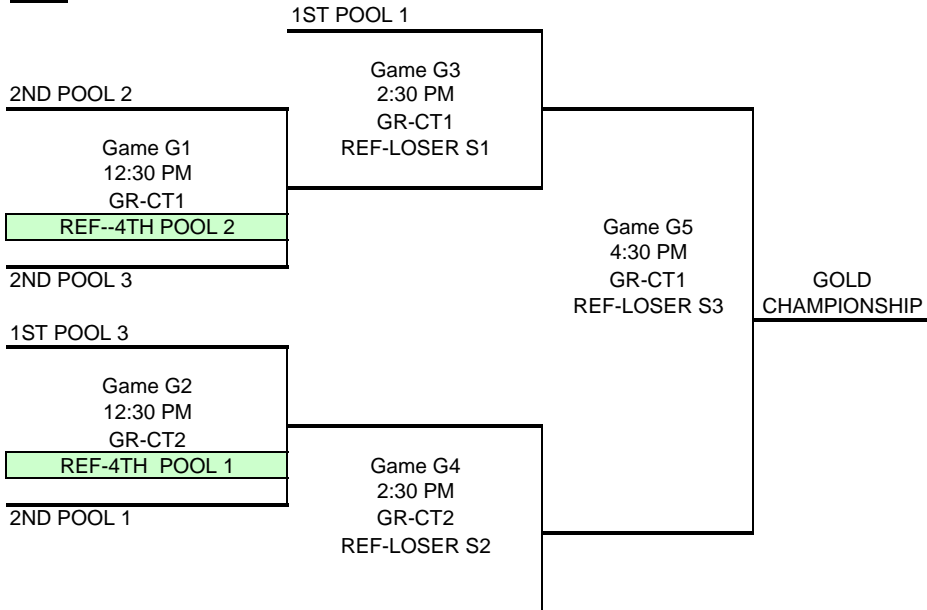 1ST POOL 1
Game G3
2:30 PM
GR-CT1
REF-LOSER S1
2ND POOL 2
Game G1
12:30 PM
GR-CT1
REF--4TH POOL 2
2ND POOL 3
Game G5
4:30 PM
GR-CT1
REF-LOSER S3
GOLD
CHAMPIONSHIP
1ST POOL 3
Game G2
12:30 PM
GR-CT2
REF-4TH  POOL 1
2ND POOL 1
Game G4
2:30 PM
GR-CT2
REF-LOSER S2